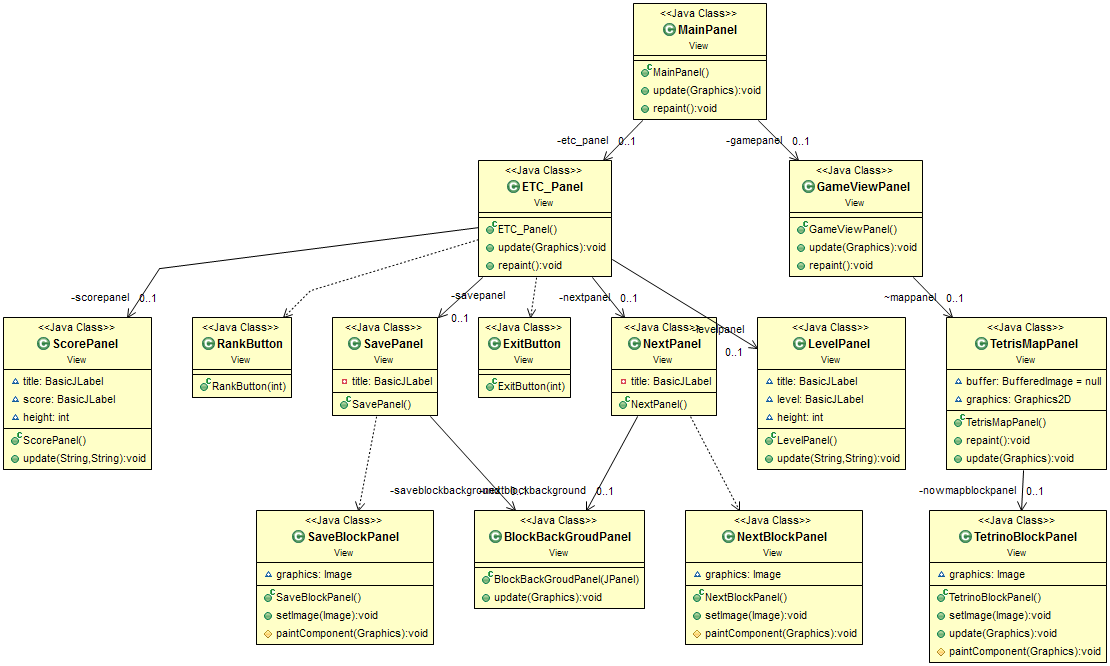 <<Java Class>>
MainPanel
View
MainPanel()
update(Graphics):void
repaint():void
-etc_panel 0..1
-gamepanel 0..1
<<Java Class>>
ETC_Panel
View
ETC_Panel()
update(Graphics):void
repaint():void
<<Java Class>>
GameViewPanel
View
GameViewPanel()
update(Graphics):void
repaint():void
-scorepanel 0..1
-savepanel
0..1
-nextpanel 0..1
-levelpanel
0..1
~mappanel 0..1
<<Java Class>>
ScorePanel
View
title: BasicJLabel
score: BasicJLabel
height: int
ScorePanel()
update(String,String):void
<<Java Class>>
RankButton
View
RankButton(int)
<<Java Class>>
SavePanel
View
title: BasicJLabel
SavePanel()
<<Java Class>>
ExitButton
View
ExitButton(int)
<<Java Class>>
NextPanel
View
title: BasicJLabel
NextPanel()
<<Java Class>>
LevelPanel
View
title: BasicJLabel
level: BasicJLabel
height: int
LevelPanel()
update(String,String):void
<<Java Class>>
TetrisMapPanel
View
buffer: BufferedImage = null
graphics: Graphics2D
TetrisMapPanel()
repaint():void
update(Graphics):void
-saveblockbackground 0..1
-nextblockbackground 0..1
-nowmapblockpanel 0..1
<<Java Class>>
SaveBlockPanel
View
graphics: Image
SaveBlockPanel()
setImage(Image):void
paintComponent(Graphics):void
<<Java Class>>
BlockBackGroudPanel
View
BlockBackGroudPanel(JPanel)
update(Graphics):void
<<Java Class>>
NextBlockPanel
View
graphics: Image
NextBlockPanel()
setImage(Image):void
paintComponent(Graphics):void
<<Java Class>>
TetrinoBlockPanel
View
graphics: Image
TetrinoBlockPanel()
setImage(Image):void
update(Graphics):void
paintComponent(Graphics):void